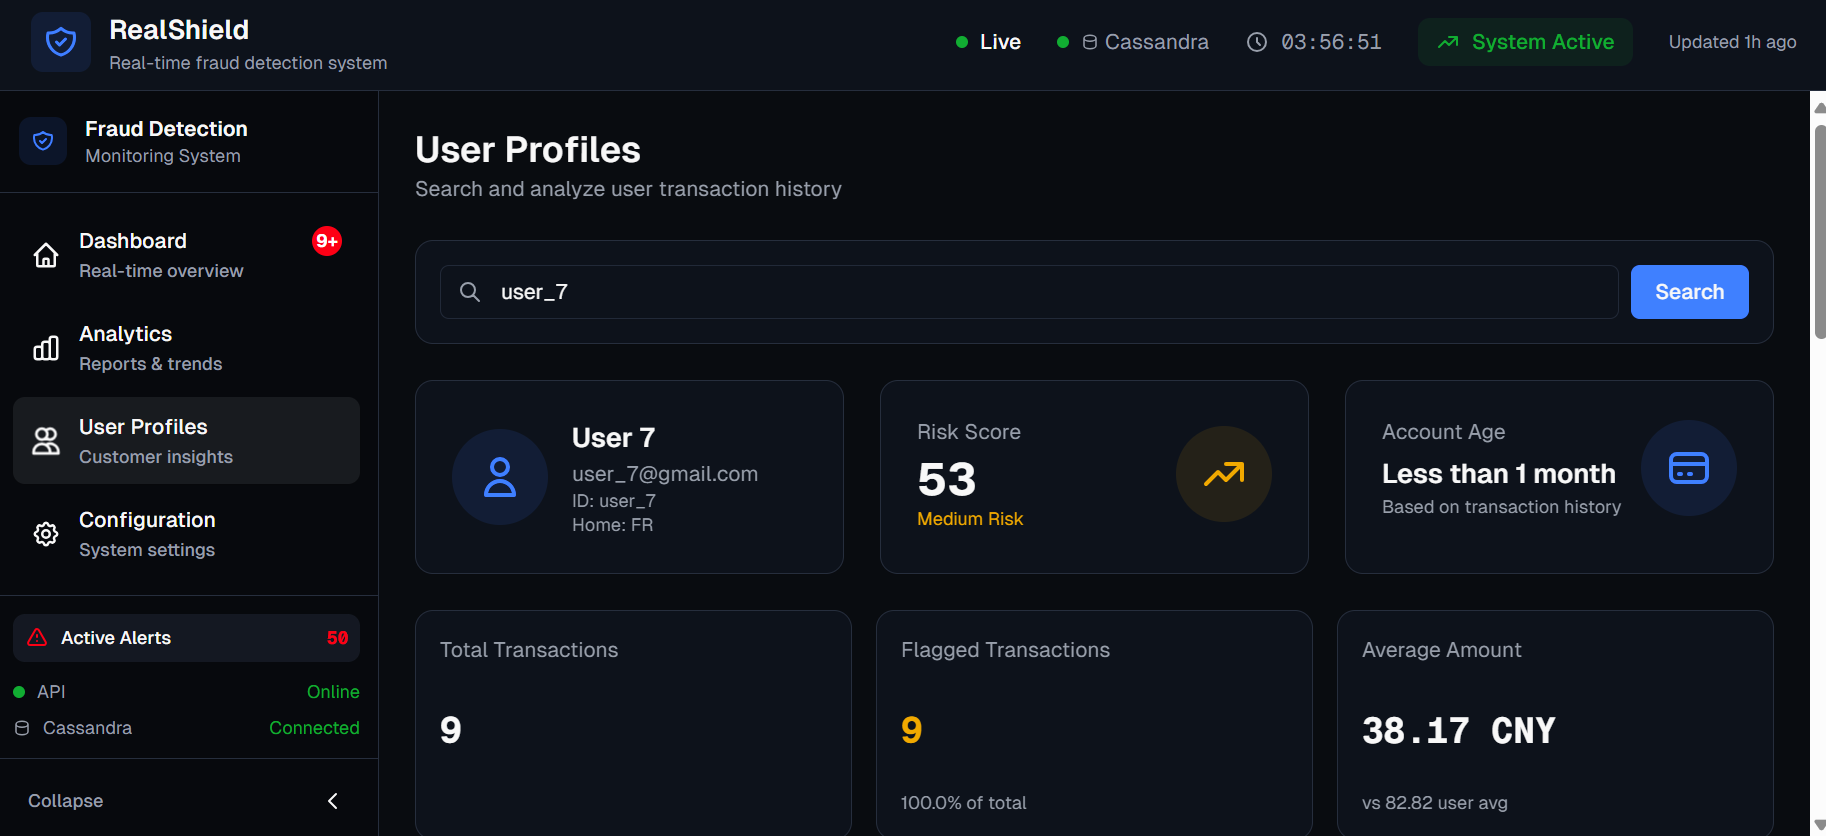 RealShield
Real-time fraud detection system
Live
Cassandra
03:56:51
System Active
Updated 1h ago
Fraud Detection
Monitoring System
Dashboard
9+
Real-time overview
Analytics
Reports & trends
User Profiles
Customer insights
Configuration
System settings
Active Alerts
50
API
Online
Cassandra
Connected
Collapse
User Profiles
Search and analyze user transaction history
user_7
Search
User 7
user_7@gmail.com
ID: user_7
Home: FR
Risk Score
53
Medium Risk
Account Age
Less than 1 month
Based on transaction history
Total Transactions
9
Flagged Transactions
9
100.0% of total
Average Amount
38.17 CNY
vs 82.82 user avg